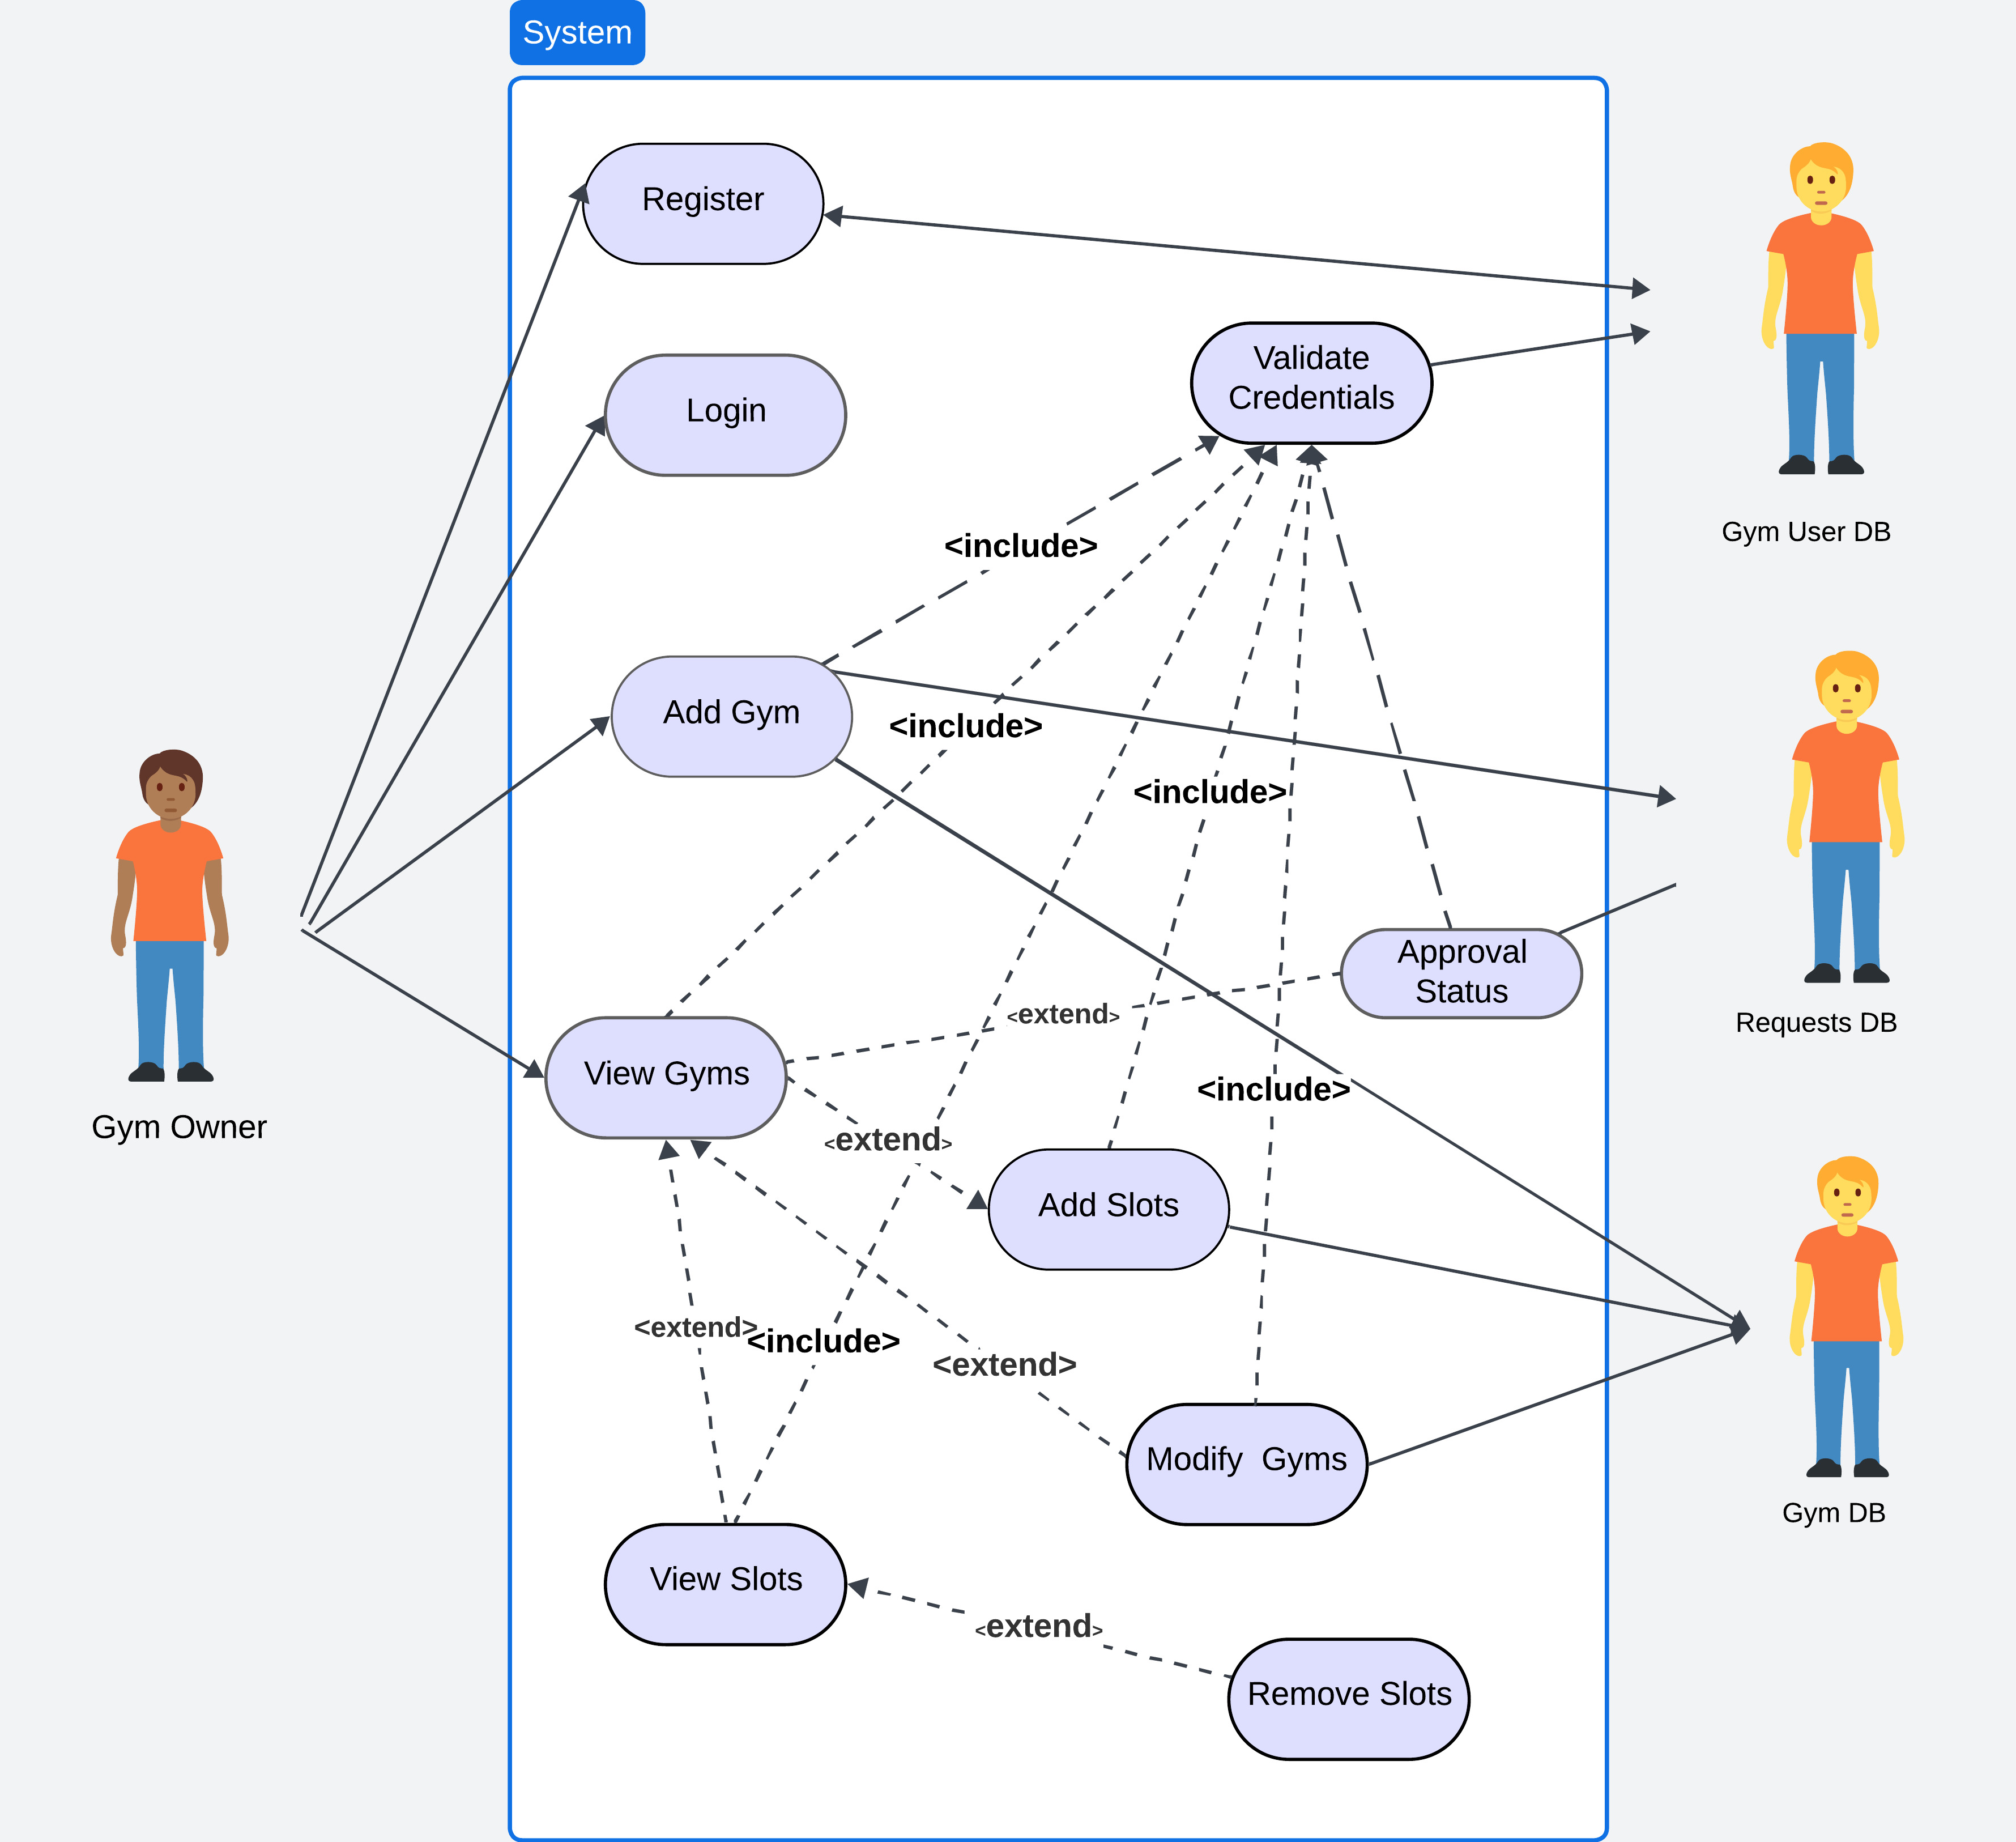 System
Register
Validate
Credentials
Login
Gym User DB
<include>
Add Gym
<include>
<include>
Approval
Status
<extend>
Requests DB
View Gyms
<include>
Gym Owner
<extend>
Add Slots
<extend>
<include>
<extend>
Modify  Gyms
Gym DB
View Slots
<extend>
Remove Slots